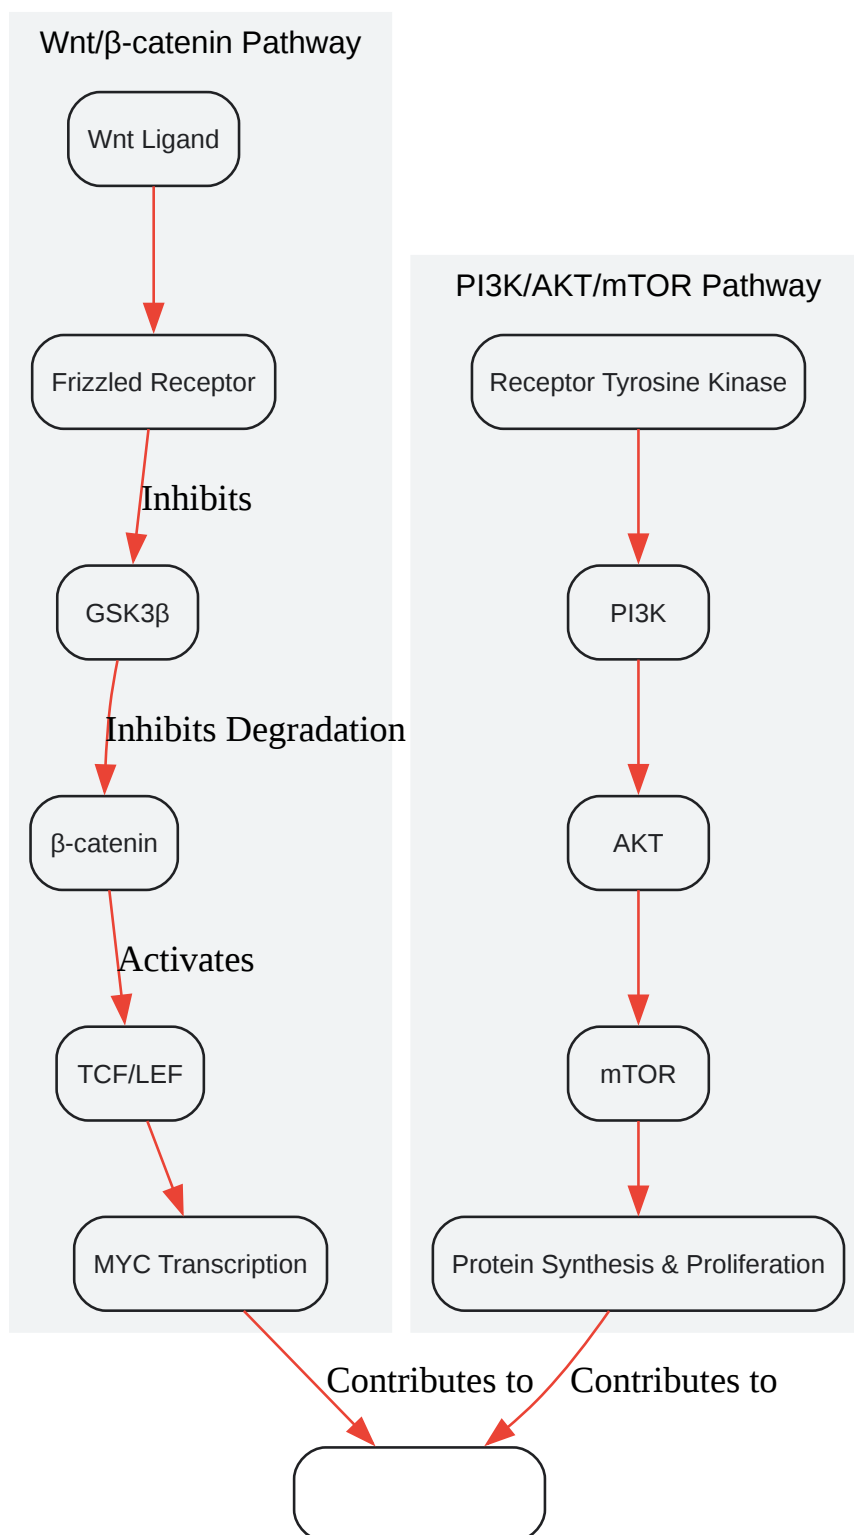 Wnt/β-catenin Pathway
Wnt Ligand
Frizzled Receptor
Inhibits
GSK3β
Inhibits Degradation
β-catenin
Activates
TCF/LEF
MYC Transcription
Contributes to
PI3K/AKT/mTOR Pathway
Receptor Tyrosine Kinase
PI3K
AKT
mTOR
Protein Synthesis & Proliferation
Contributes to